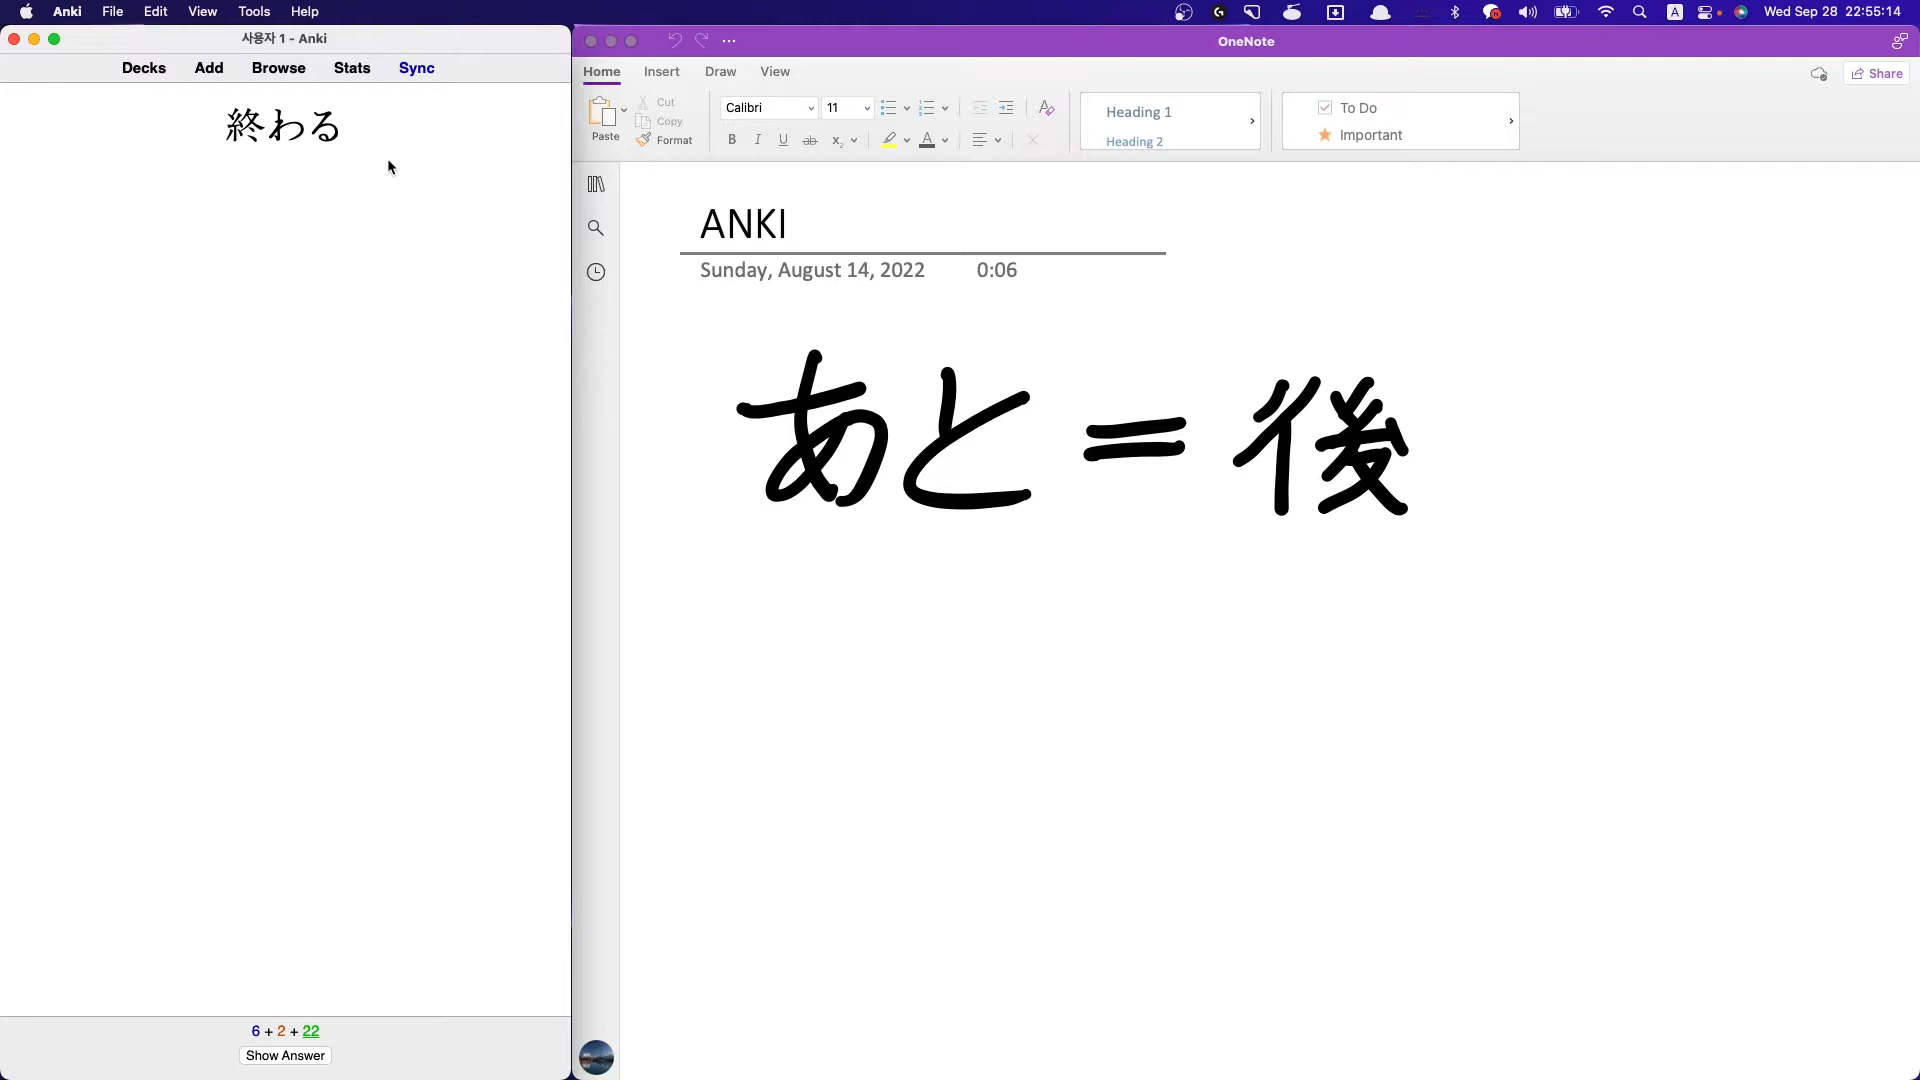 Anki File Edit View Tools Help
A Wed Sep 28 22:55:14
사용자 1 - Anki
Decks Add Browse Stats Sync
終わる
6 + 2 + 22
Show Answer
OneNote
Home Insert Draw View
Share
Paste
Cut
Copy
Format
Calibri 11
B I U ab x₂ A
Heading 1
Heading 2
To Do
Important
ANKI
Sunday, August 14, 2022 0:06
あと = 後